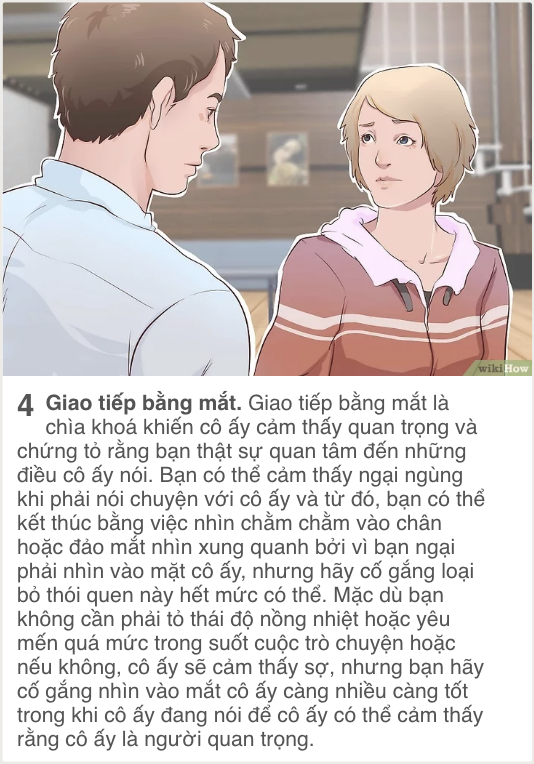 wikiHow
4 Giao tiếp bằng mắt. Giao tiếp bằng mắt là
chìa khoá khiến cô ấy cảm thấy quan trọng và
chứng tỏ rằng bạn thật sự quan tâm đến những
điều cô ấy nói. Bạn có thể cảm thấy ngại ngùng
khi phải nói chuyện với cô ấy và từ đó, bạn có thể
kết thúc bằng việc nhìn chằm chằm vào chân
hoặc đảo mắt nhìn xung quanh bởi vì bạn ngại
phải nhìn vào mặt cô ấy, nhưng hãy cố gắng loại
bỏ thói quen này hết mức có thể. Mặc dù bạn
không cần phải tỏ thái độ nồng nhiệt hoặc yêu
mến quá mức trong suốt cuộc trò chuyện hoặc
nếu không, cô ấy sẽ cảm thấy sợ, nhưng bạn hãy
cố gắng nhìn vào mắt cô ấy càng nhiều càng tốt
trong khi cô ấy đang nói để cô ấy có thể cảm thấy
rằng cô ấy là người quan trọng.